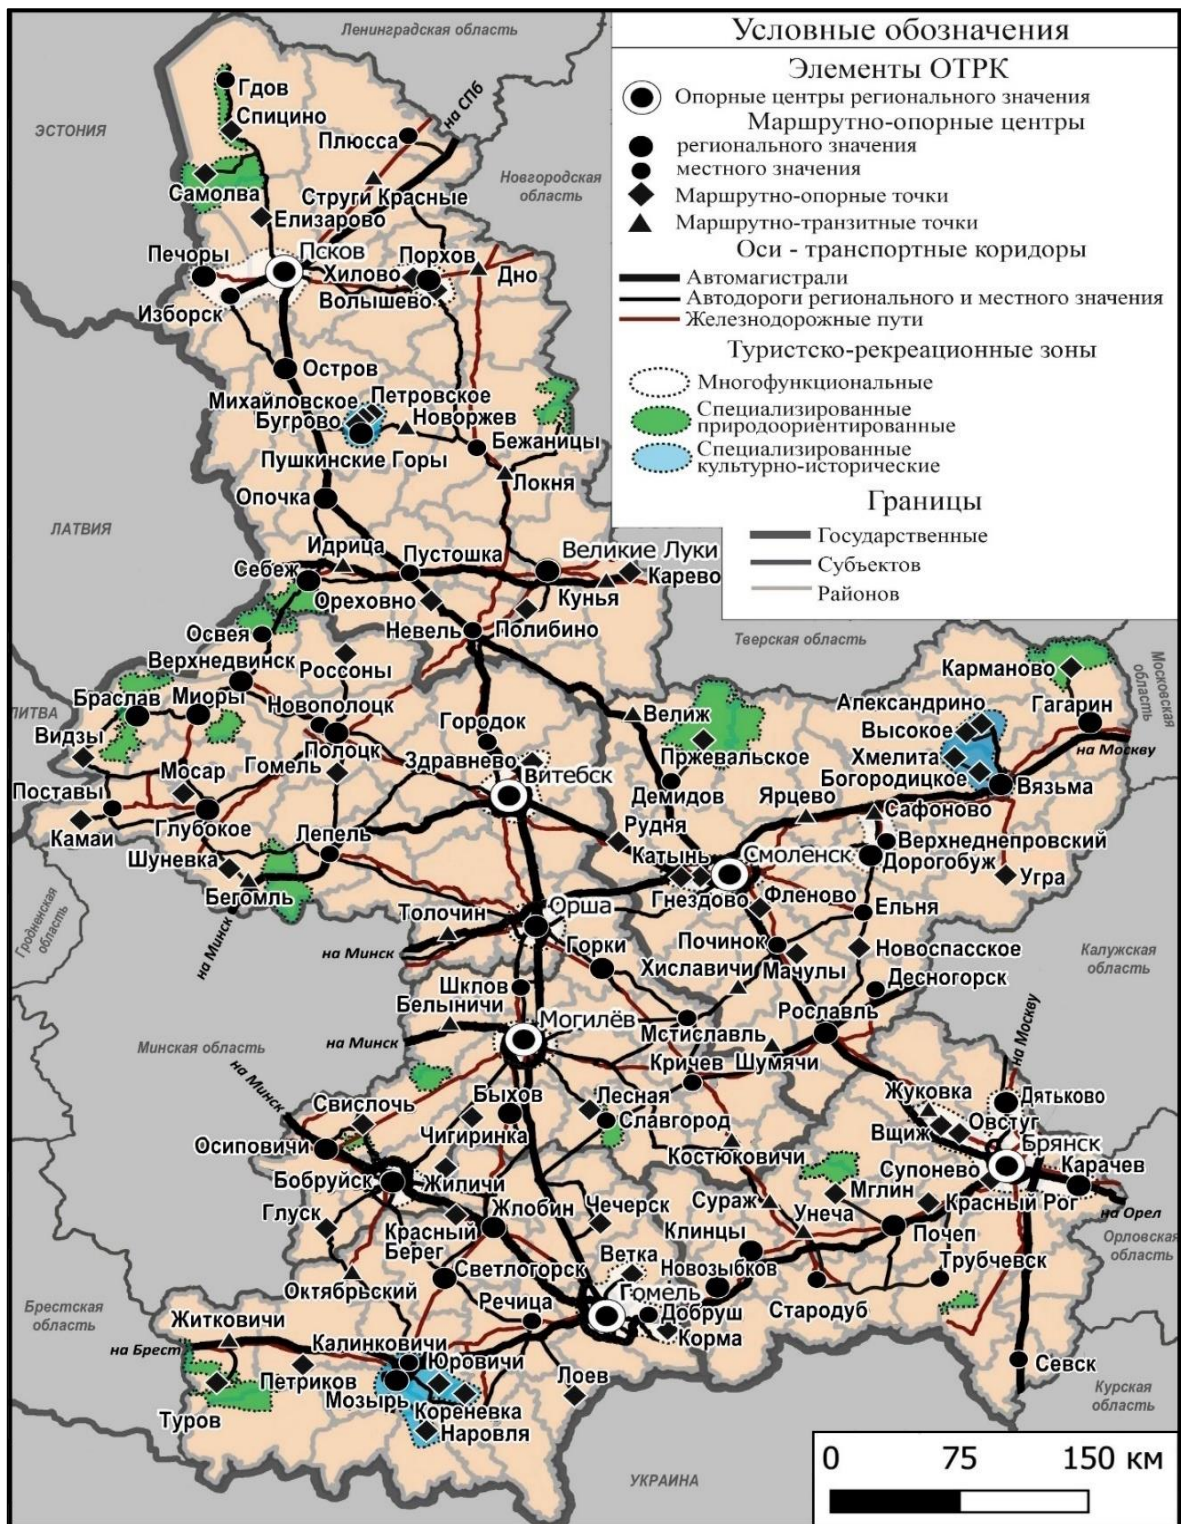 Условные обозначения
Элементы ОТРК
Опорные центры регионального значения
Маршрутно-опорные центры
регионального значения
местного значения
Маршрутно-опорные точки
Маршрутно-транзитные точки
Оси - транспортные коридоры
Автомагистрали
Автодороги регионального и местного значения
Железнодорожные пути
Туристско-рекреационные зоны
Многофункциональные
Специализированные
природоориентированные
Специализированные
культурно-исторические
Границы
Государственные
Субъектов
Районов
Ленинградская область
ЭСТОНИЯ
Гдов
Спицино
Плюсса
на СПб
Новгородская
область
Самолва
Струги Красные
Елизарово
Псков
Печоры
Хилово
Порхов
Дно
Волышево
Изборск
Остров
Михайловское
Петровское
Бугрово
Новоржев
Бежаницы
Пушкинские Горы
Локня
Опочка
ЛАТВИЯ
Идрица
Пустошка
Великие Луки
Себеж
Карево
Ореховно
Кунья
Освея
Невель
Полибино
Тверская область
Верхнедвинск
Россоны
Карманово
Московская
область
Браслав
Миоры
Новополоцк
Городок
Велиж
Александрино
Гагарин
ЛИТВА
Видзы
Полоцк
Высокое
на Москву
Мосар
Гомель
Здравнево
Витебск
Пржевальское
Хмелита
Богородицкое
Вязьма
Поставы
Демидов
Ярцево
Сафоново
Камаи
Глубокое
Лепель
Рудня
Верхнеднепровский
Шуневка
Катынь
Смоленск
Дорогобуж
Угра
Бегомль
Гнездово
Фленово
Гродненская
область
на Минск
Толочин
Орша
Ельня
на Минск
Горки
Починок
Новоспасское
Калужская
область
Хиславичи
Мачулы
Десногорск
Шклов
Белыничи
Могилёв
Рославль
Минская область
на Минск
Мстиславль
Кричев
Шумячи
на Москву
на Минск
Свислочь
Быхов
Лесная
Жуковка
Дятьково
Осиповичи
Чигиринка
Славгород
Вщиж
Овстуг
Костюковичи
Брянск
Бобруйск
Жиличи
Супонево
Карачев
Глуск
Жлобин
Чечерск
Сураж
Мглин
Красный Рог
на Орел
Красный
Берег
Клинцы
Унеча
Почеп
Орловская
область
Ветка
Трубчевск
Октябрьский
Светлогорск
Новозыбков
Брестская
область
Речица
Гомель
Стародуб
Житковичи
Добруш
на Брест
Калинковичи
Корма
Юровичи
Севск
Петриков
Лоев
Мозырь
Кореневка
Курская
область
Туров
Наровля
УКРАИНА
0 75 150 км